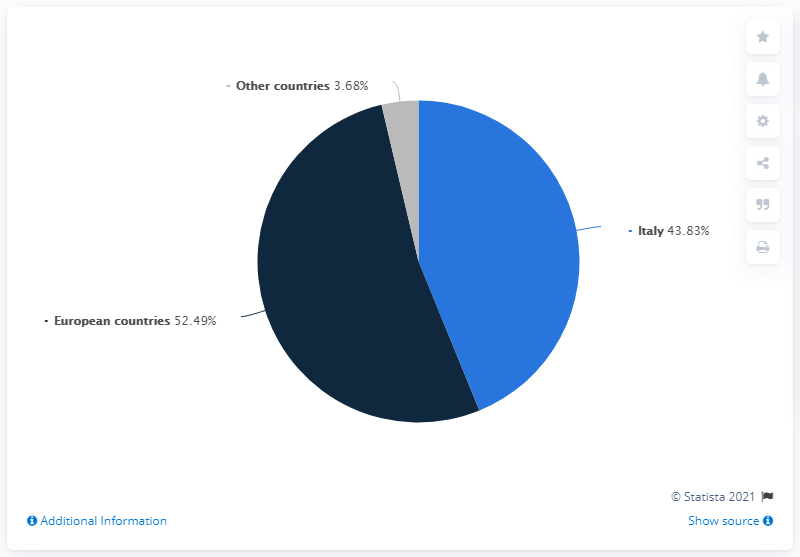 Other countries 3.68%
Italy 43.83%
European countries 52.49%
© Statista 2021
Additional Information
Show source